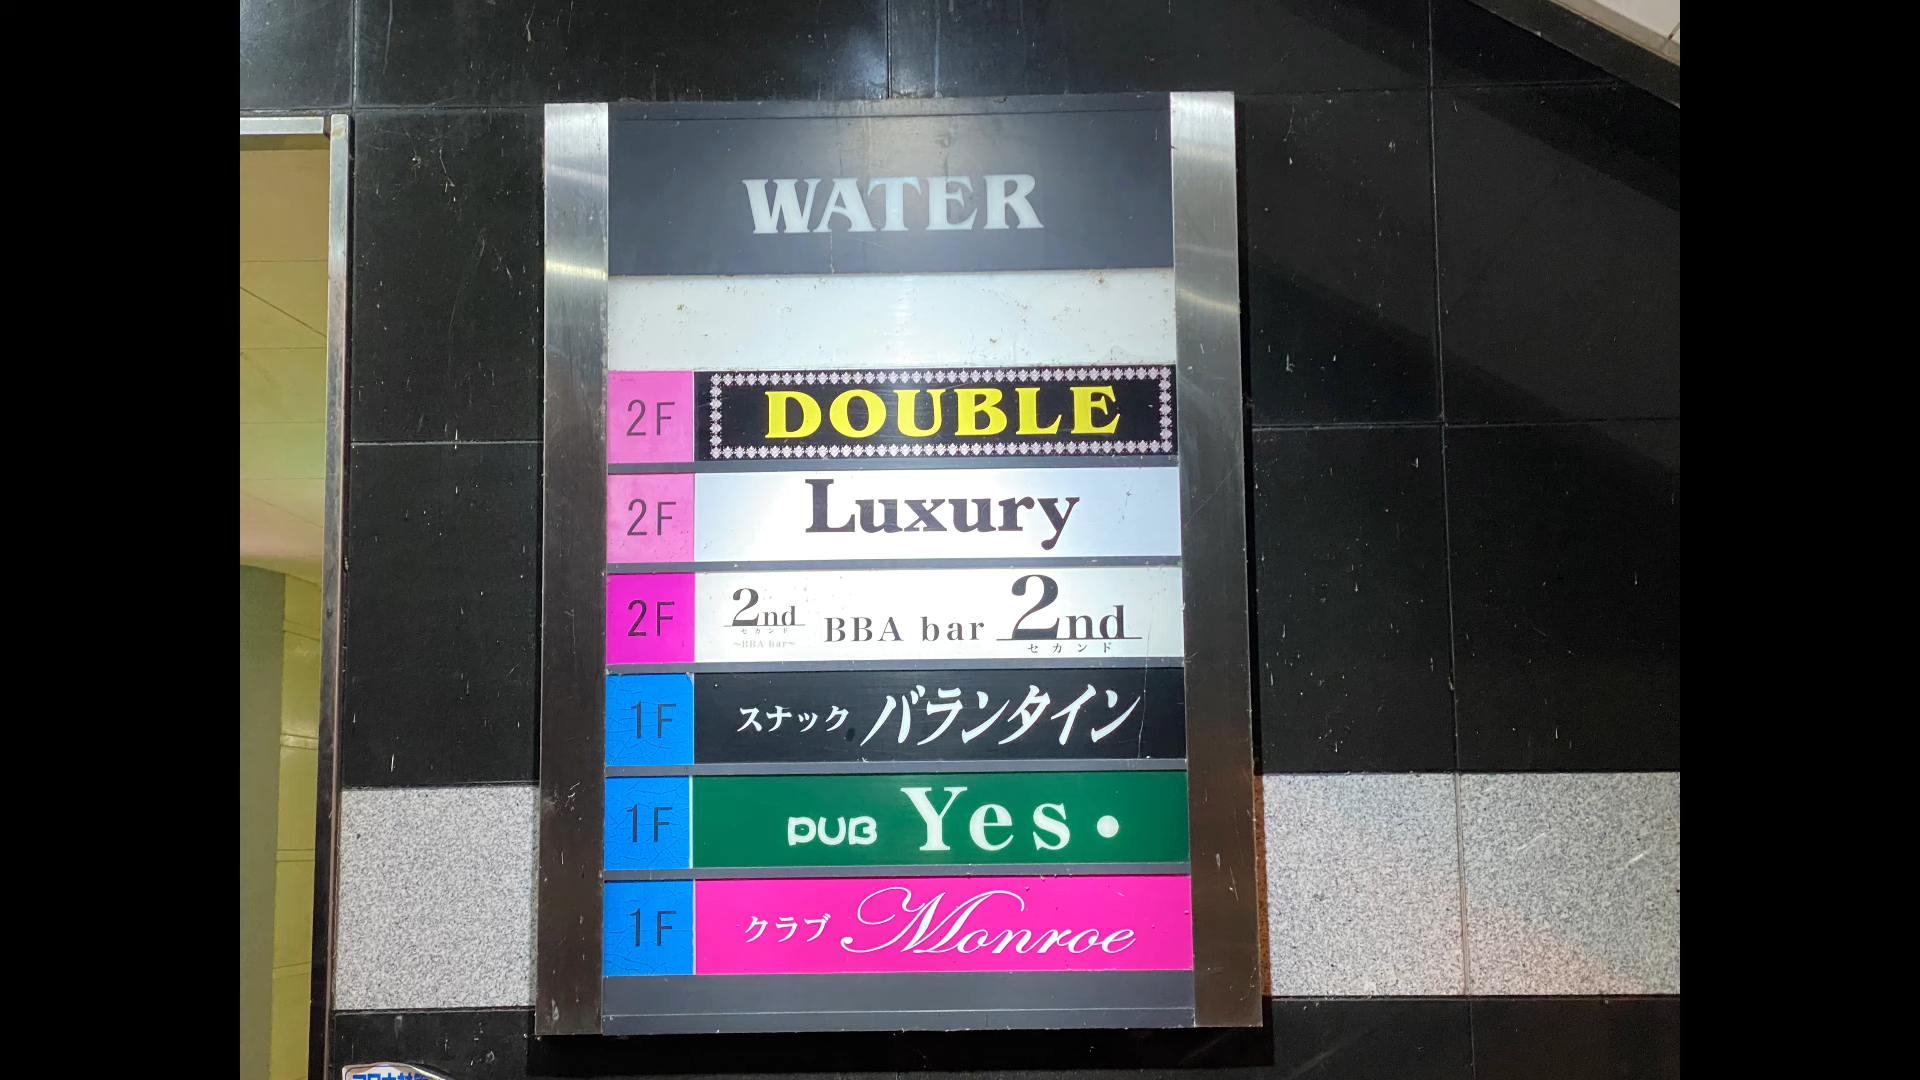 WATER
2F DOUBLE
2F Luxury
2F 2nd セカンド ~BBA bar~ BBA bar 2nd セカンド
1F スナック バランタイン
1F PUB Yes・
1F クラブ Monroe